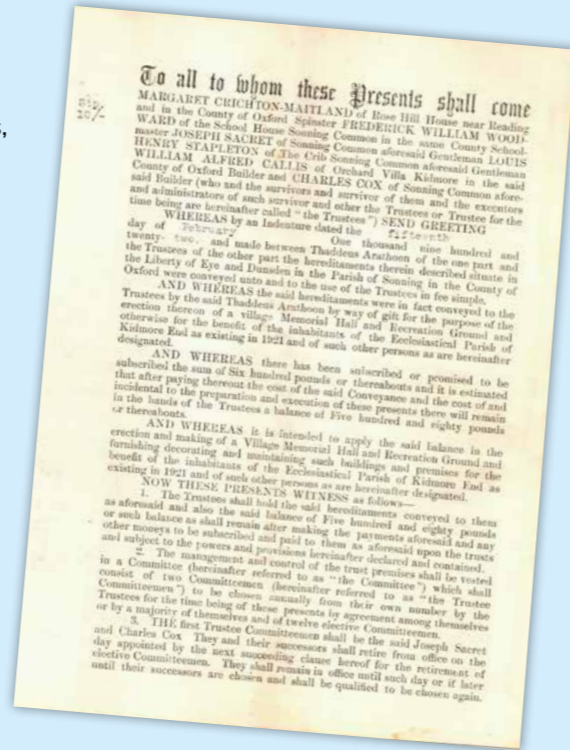 s,
To all to whom these Presents shall come
MARGARET CRICHTON-MAITLAND of Rose Hill House near Reading
and in the County of Oxford Spinster FREDERICK WILLIAM WOOD-
WARD of the School House Sonning Common in the same County School-
master JOSEPH SACRET of Sonning Common aforesaid Gentleman LOUIS
HENRY STAPLETON of The Crib Sonning Common aforesaid Gentleman
WILLIAM ALFRED CALLIS of Orchard Villa Kidmore in the said
County of Oxford Builder and CHARLES COX of Sonning Common afore-
said Builder (who and the survivors and survivor of them and the executors
and administrators of such survivor and other the Trustees or Trustee for the
time being are hereinafter called "the Trustees") SEND GREETING
WHEREAS by an Indenture dated the fifteenth
day of February One thousand nine hundred and
twenty- two. and made between Thaddeus Arathoon of the one part and
the Trustees of the other part the hereditaments therein described situate in
the Liberty of Eye and Dunsden in the Parish of Sonning in the County of
Oxford were conveyed unto and to the use of the Trustees in fee simple.
AND WHEREAS the said hereditaments were in fact conveyed to the
Trustees by the said Thaddeus Arathoon by way of gift for the purpose of the
erection thereon of a village Memorial Hall and Recreation Ground and
otherwise for the benefit of the inhabitants of the Ecclesiastical Parish of
Kidmore End as existing in 1921 and of such other persons as are hereinafter
designated.
AND WHEREAS there has been subscribed or promised to be
subscribed the sum of Six hundred pounds or thereabouts and it is estimated
that after paying thereout the cost of the said Conveyance and the cost of and
incidental to the preparation and execution of these presents there will remain
in the hands of the Trustees a balance of Five hundred and eighty pounds
or thereabouts.
AND WHEREAS it is intended to apply the said balance in the
erection and making of a Village Memorial Hall and Recreation Ground and
furnishing decorating and maintaining such buildings and premises for the
benefit of the inhabitants of the Ecclesiastical Parish of Kidmore End as
existing in 1921 and of such other persons as are hereinafter designated.
NOW THESE PRESENTS WITNESS as follows—
1. The Trustees shall hold the said hereditaments conveyed to them
as aforesaid and also the said balance of Five hundred and eighty pounds
or such balance as shall remain after making the payments aforesaid and any
other moneys to be subscribed and paid to them as aforesaid upon the trusts
and subject to the powers and provisions hereinafter declared and contained.
2. The management and control of the trust premises shall be vested
in a Committee (hereinafter referred to as "the Committee") which shall
consist of two Committeemen (hereinafter referred to as "the Trustee
Committeemen") to be chosen annually from their own number by the
Trustees for the time being of these presents by agreement among themselves
or by a majority of themselves and of twelve elective Committeemen.
3. THE first Trustee Committeemen shall be the said Joseph Sacret
and Charles Cox They and their successors shall retire from office on the
day appointed by the next succeeding clause hereof for the retirement of
elective Committeemen. They shall remain in office until such day or if later
until their successors are chosen and shall be qualified to be chosen again.